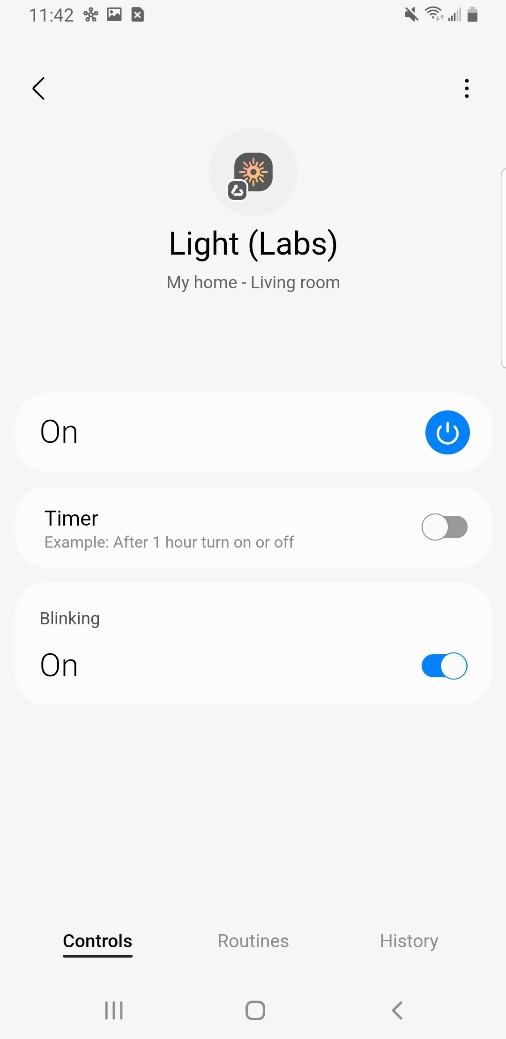 11:42
Light (Labs)
My home - Living room
On
Timer
Example: After 1 hour turn on or off
Blinking
On
Controls
Routines
History